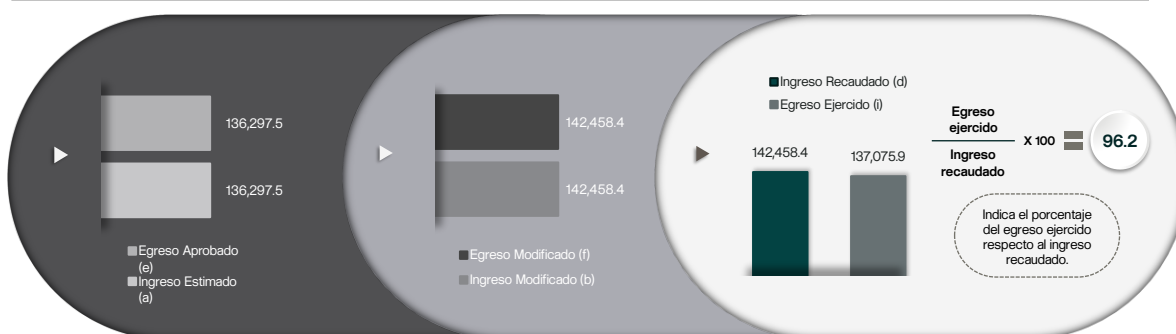 136,297.5
136,297.5
Egreso Aprobado
(e)
Ingreso Estimado
(a)
142,458.4
142,458.4
Egreso Modificado (f)
Ingreso Modificado (b)
Ingreso Recaudado (d)
Egreso Ejercido (i)
142,458.4
137,075.9
Egreso
ejercido
Ingreso
recaudado
X 100
96.2
Indica el porcentaje
del egreso ejercido
respecto al ingreso
recaudado.